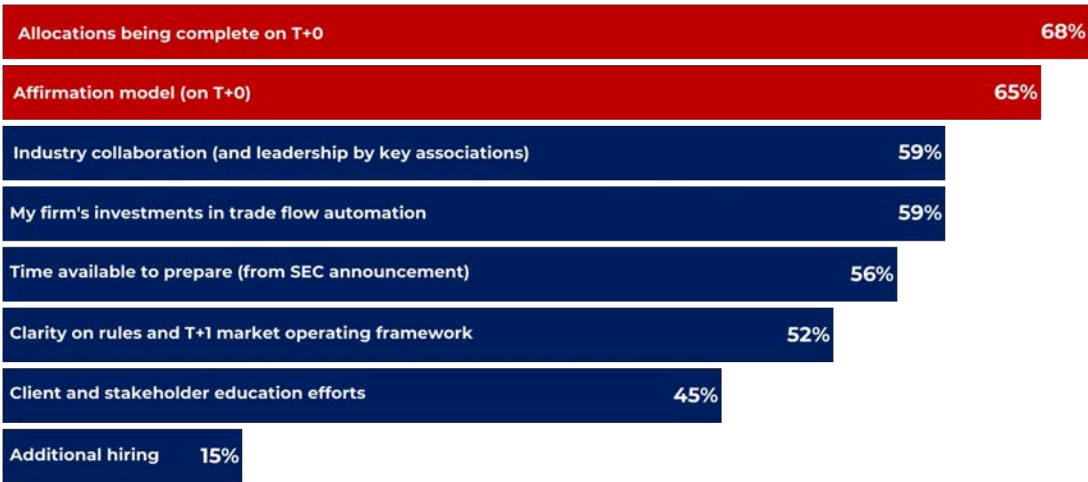 Allocations being complete on T+0 68%
Affirmation model (on T+0) 65%
Industry collaboration (and leadership by key associations) 59%
My firm's investments in trade flow automation 59%
Time available to prepare (from SEC announcement) 56%
Clarity on rules and T+1 market operating framework 52%
Client and stakeholder education efforts 45%
Additional hiring 15%